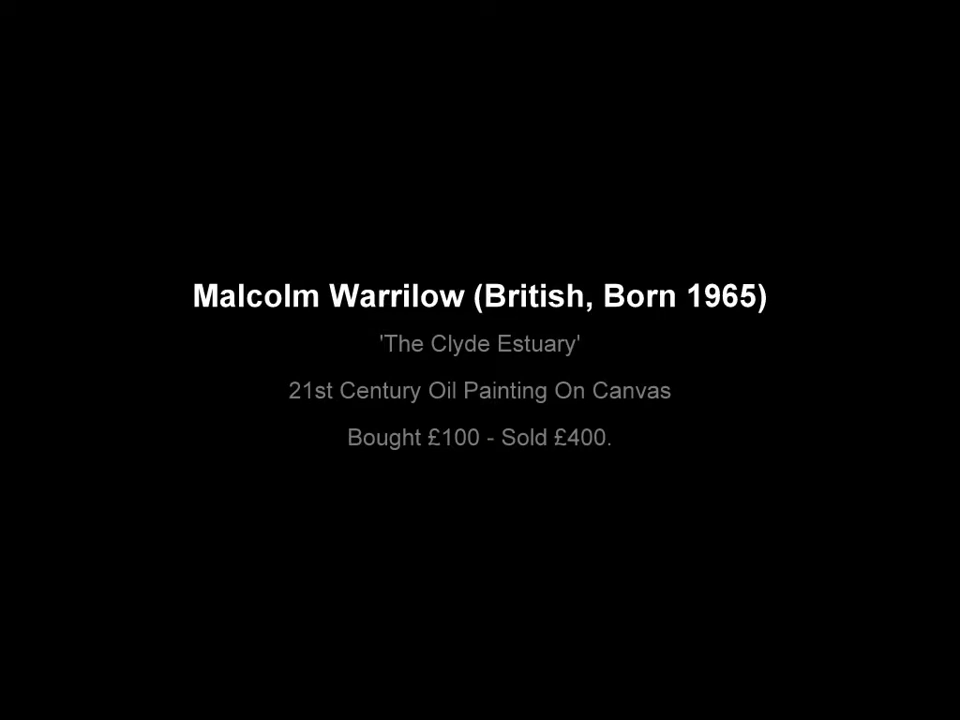 Malcolm Warrilow (British, Born 1965)
'The Clyde Estuary'
21st Century Oil Painting On Canvas
Bought £100 - Sold £400.